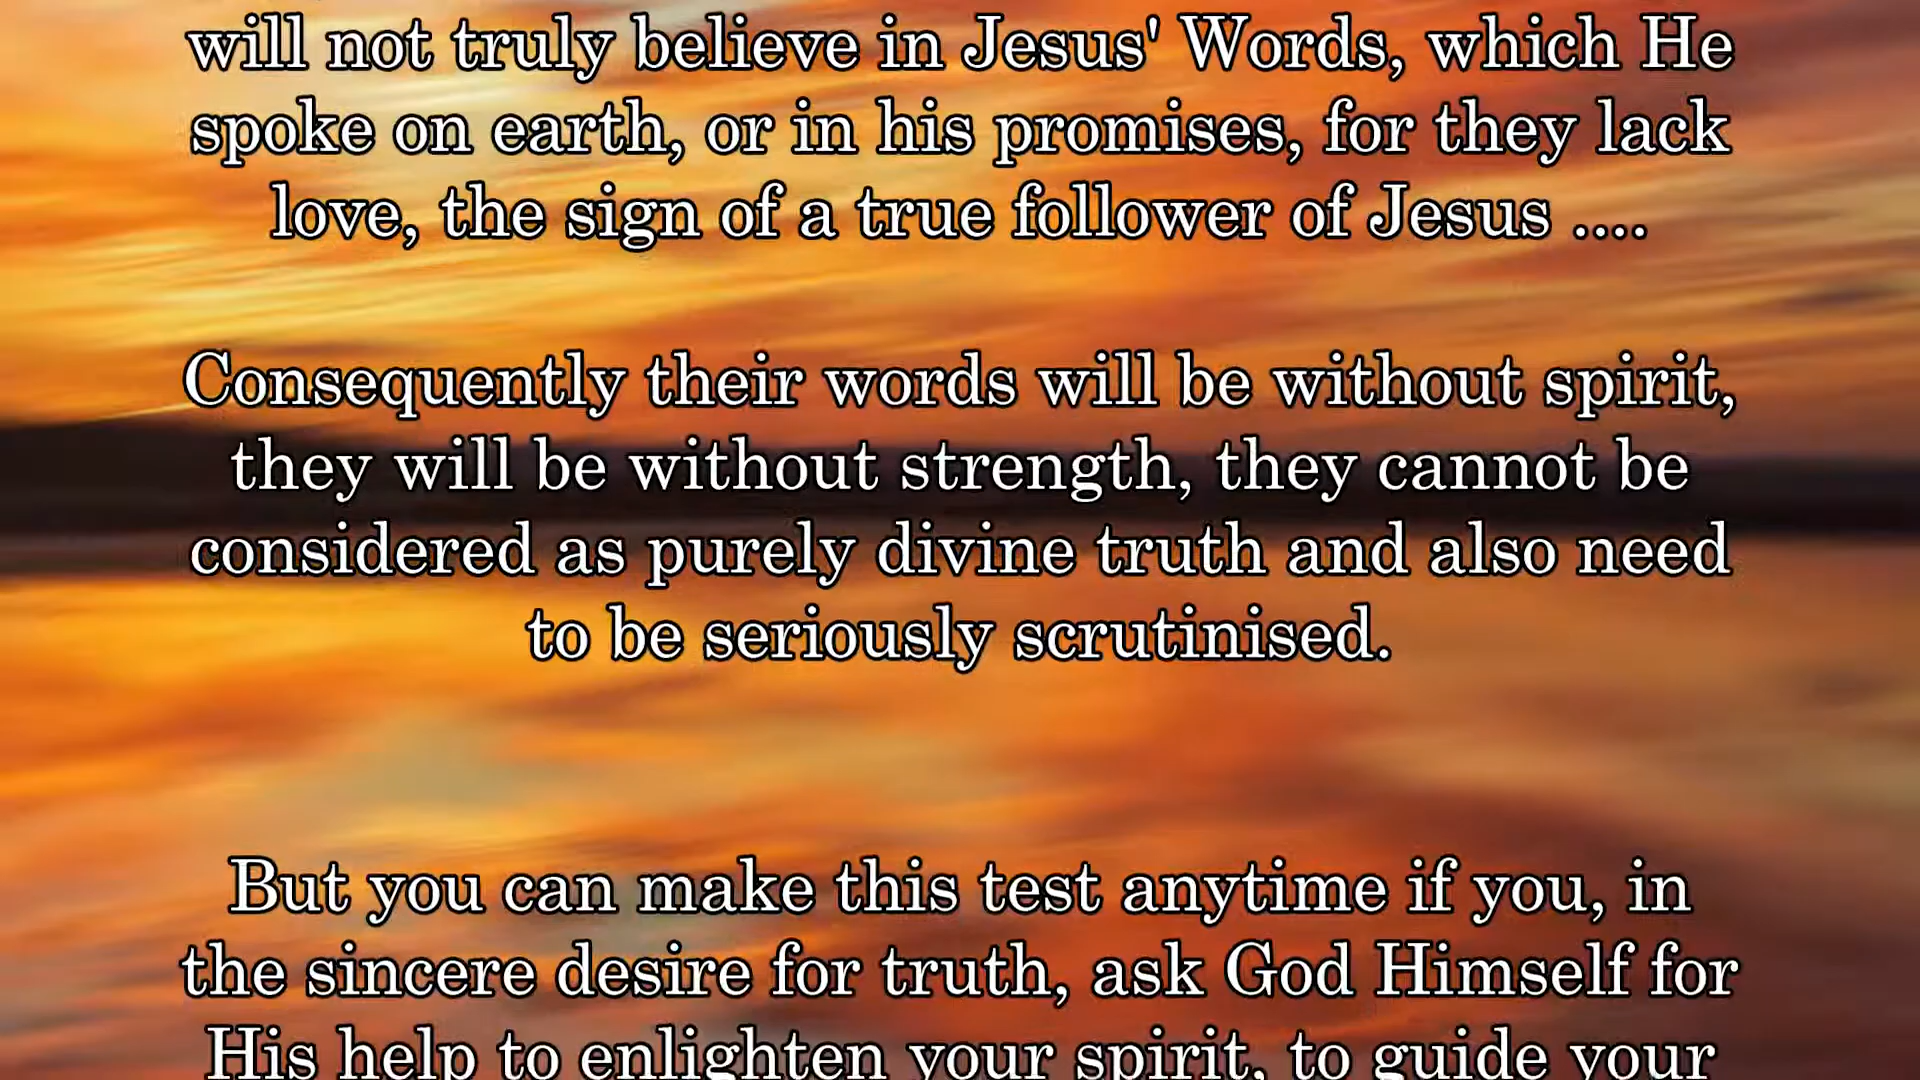 will not truly believe in Jesus' Words, which He
spoke on earth, or in his promises, for they lack
love, the sign of a true follower of Jesus ....
Consequently their words will be without spirit,
they will be without strength, they cannot be
considered as purely divine truth and also need
to be seriously scrutinised.
But you can make this test anytime if you, in
the sincere desire for truth, ask God Himself for
His help to enlighten your spirit, to guide your